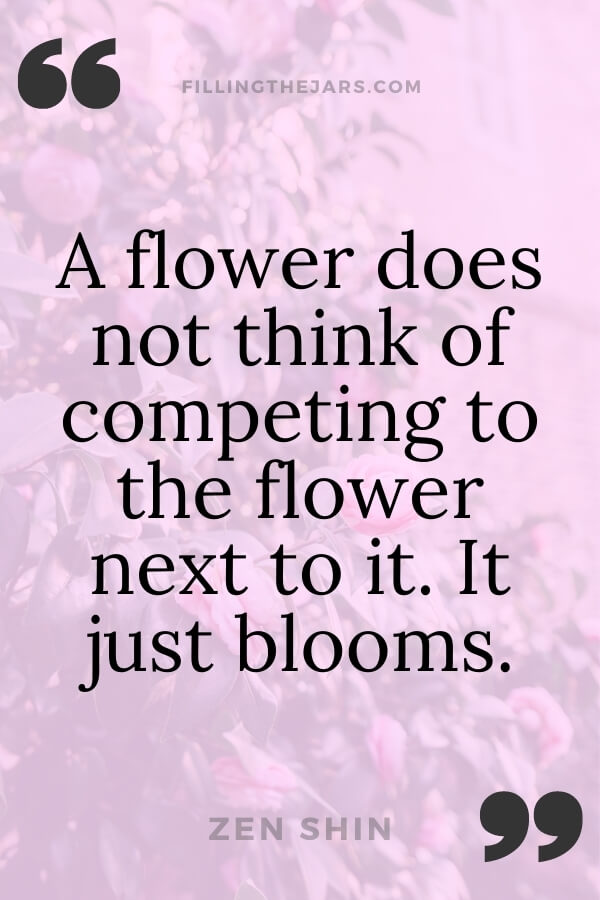 “
FILLINGTHEJARS.COM
A flower does
not think of
competing to
the flower
next to it. It
just blooms.
ZEN SHIN
”